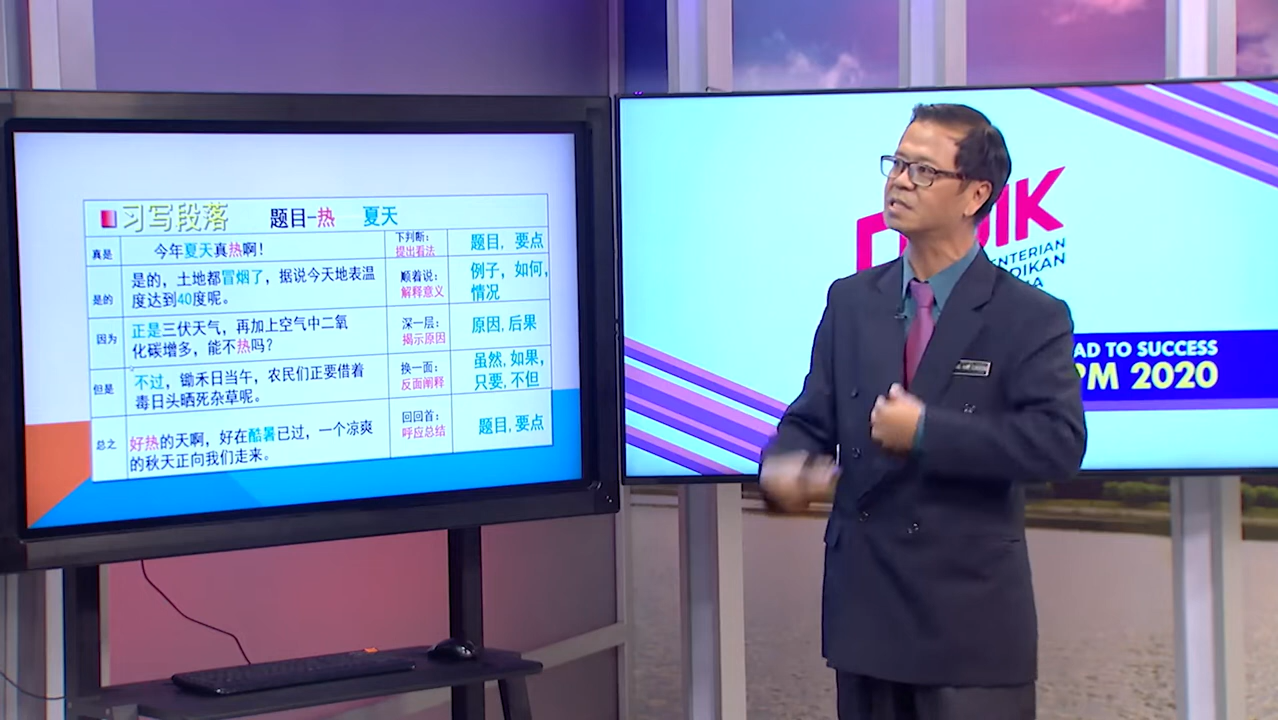 习写段落 题目-热 夏天
真是 今年夏天真热啊! 下判断: 提出看法 题目, 要点
是的 是的, 土地都冒烟了, 据说今天地表温 顺着说: 解释意义 例子, 如何,
度达到40度呢。 情况
因为 正是三伏天气, 再加上空气中二氧 深一层: 揭示原因 原因, 后果
化碳增多, 能不热吗?
但是 不过, 锄禾日当午, 农民们正要借着 换一面: 反面阐释 虽然, 如果,
毒日头晒死杂草呢。 只要, 不但
总之 好热的天啊, 好在酷暑已过, 一个凉爽 回回首: 呼应总结 题目, 要点
的秋天正向我们走来。
IK
ENTERIAN
DIKAN
AD TO SUCCESS
PM 2020